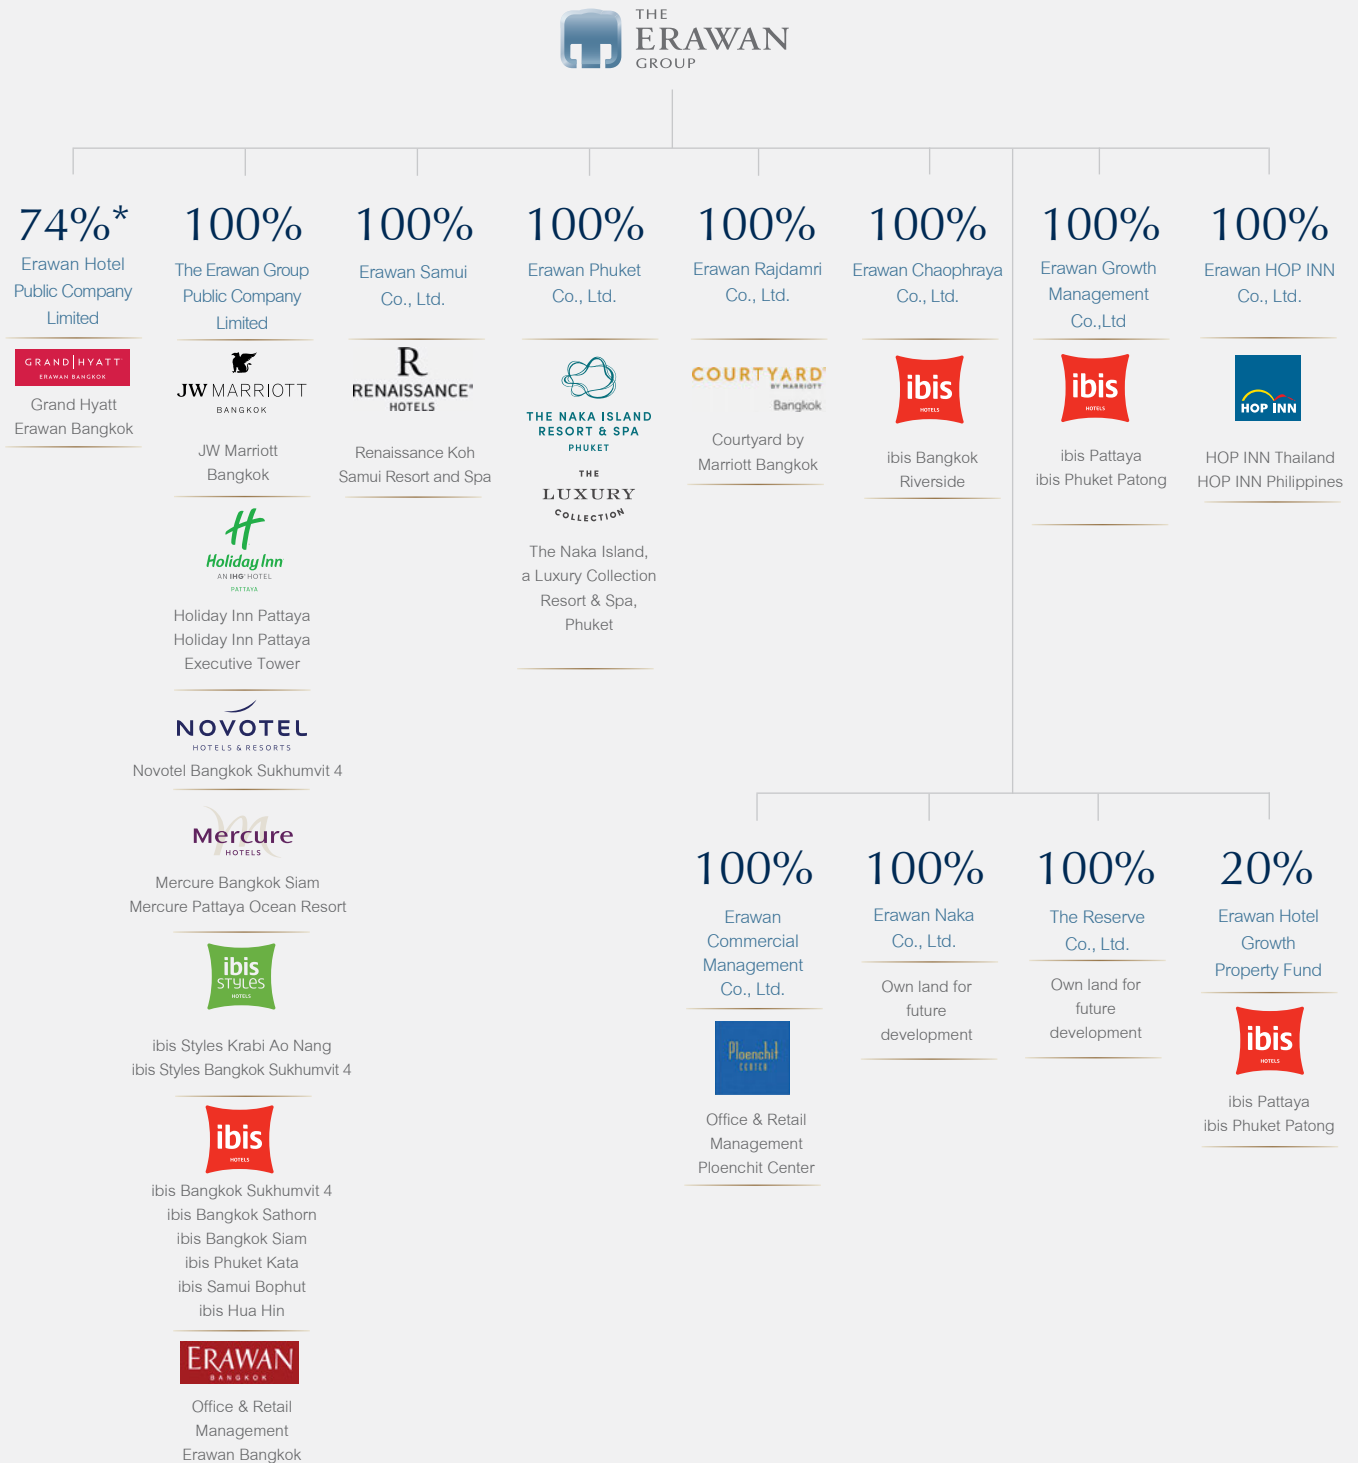 THE
ERAWAN
GROUP
74%*
Erawan Hotel
Public Company
Limited
GRAND|HYATT
ERAWAN BANGKOK
Grand Hyatt
Erawan Bangkok
100%
The Erawan Group
Public Company
Limited
JW MARRIOTT
BANGKOK
JW Marriott
Bangkok
Holiday Inn
AN IHG HOTEL
PATTAYA
Holiday Inn Pattaya
Holiday Inn Pattaya
Executive Tower
NOVOTEL
HOTELS & RESORTS
Novotel Bangkok Sukhumvit 4
Mercure
HOTELS
Mercure Bangkok Siam
Mercure Pattaya Ocean Resort
ibis
STYLES
HOTELS
ibis Styles Krabi Ao Nang
ibis Styles Bangkok Sukhumvit 4
ibis
HOTELS
ibis Bangkok Sukhumvit 4
ibis Bangkok Sathorn
ibis Bangkok Siam
ibis Phuket Kata
ibis Samui Bophut
ibis Hua Hin
ERAWAN
BANGKOK
Office & Retail
Management
Erawan Bangkok
100%
Erawan Samui
Co., Ltd.
R
RENAISSANCE®
HOTELS
Renaissance Koh
Samui Resort and Spa
100%
Erawan Phuket
Co., Ltd.
THE NAKA ISLAND
RESORT & SPA
PHUKET
THE
LUXURY
COLLECTION
The Naka Island,
a Luxury Collection
Resort & Spa,
Phuket
100%
Erawan Rajdamri
Co., Ltd.
COURTYARD®
BY MARRIOTT
Bangkok
Courtyard by
Marriott Bangkok
100%
Erawan Chaophraya
Co., Ltd.
ibis
HOTELS
ibis Bangkok
Riverside
100%
Erawan Growth
Management
Co.,Ltd
ibis
HOTELS
ibis Pattaya
ibis Phuket Patong
100%
Erawan HOP INN
Co., Ltd.
HOP INN
HOP INN Thailand
HOP INN Philippines
100%
Erawan
Commercial
Management
Co., Ltd.
Ploenchit
CENTER
Office & Retail
Management
Ploenchit Center
100%
Erawan Naka
Co., Ltd.
Own land for
future
development
100%
The Reserve
Co., Ltd.
Own land for
future
development
20%
Erawan Hotel
Growth
Property Fund
ibis
HOTELS
ibis Pattaya
ibis Phuket Patong